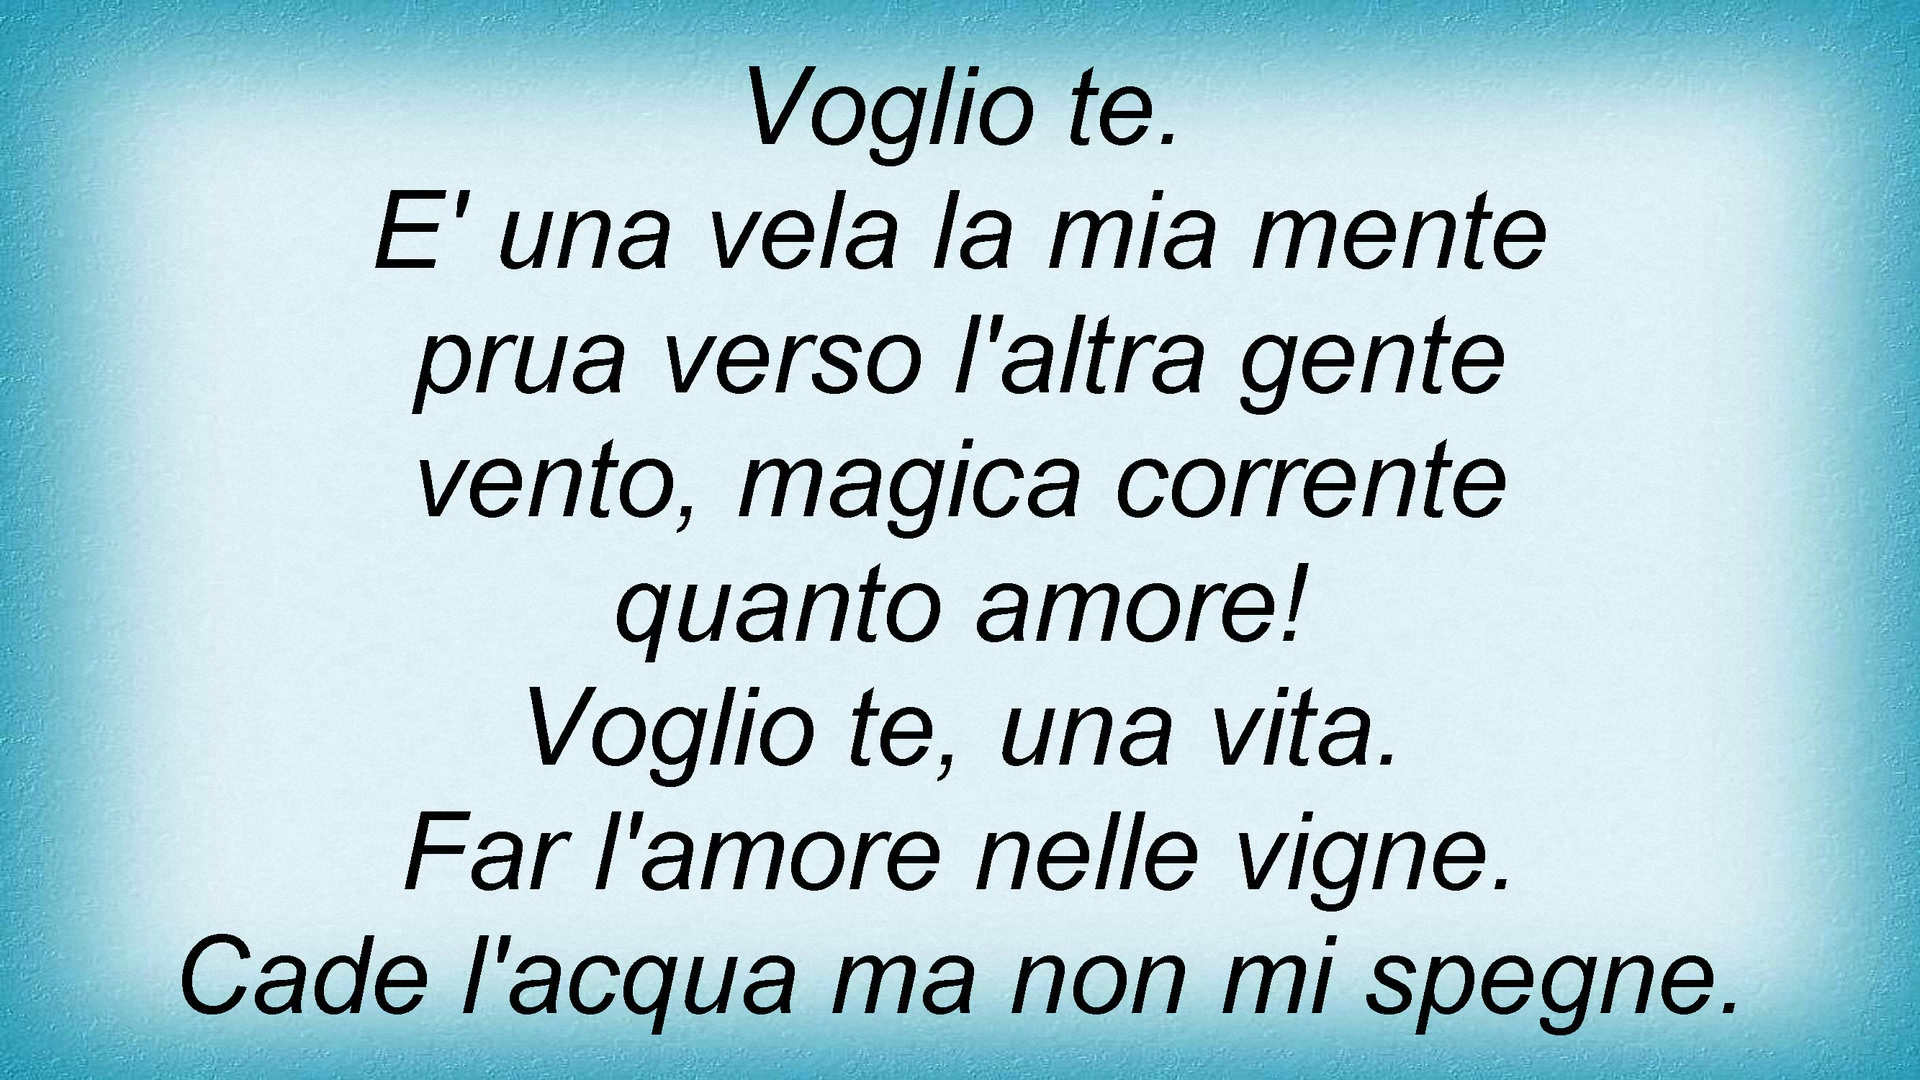 Voglio te.
E' una vela la mia mente
prua verso l'altra gente
vento, magica corrente
quanto amore!
Voglio te, una vita.
Far l'amore nelle vigne.
Cade l'acqua ma non mi spegne.